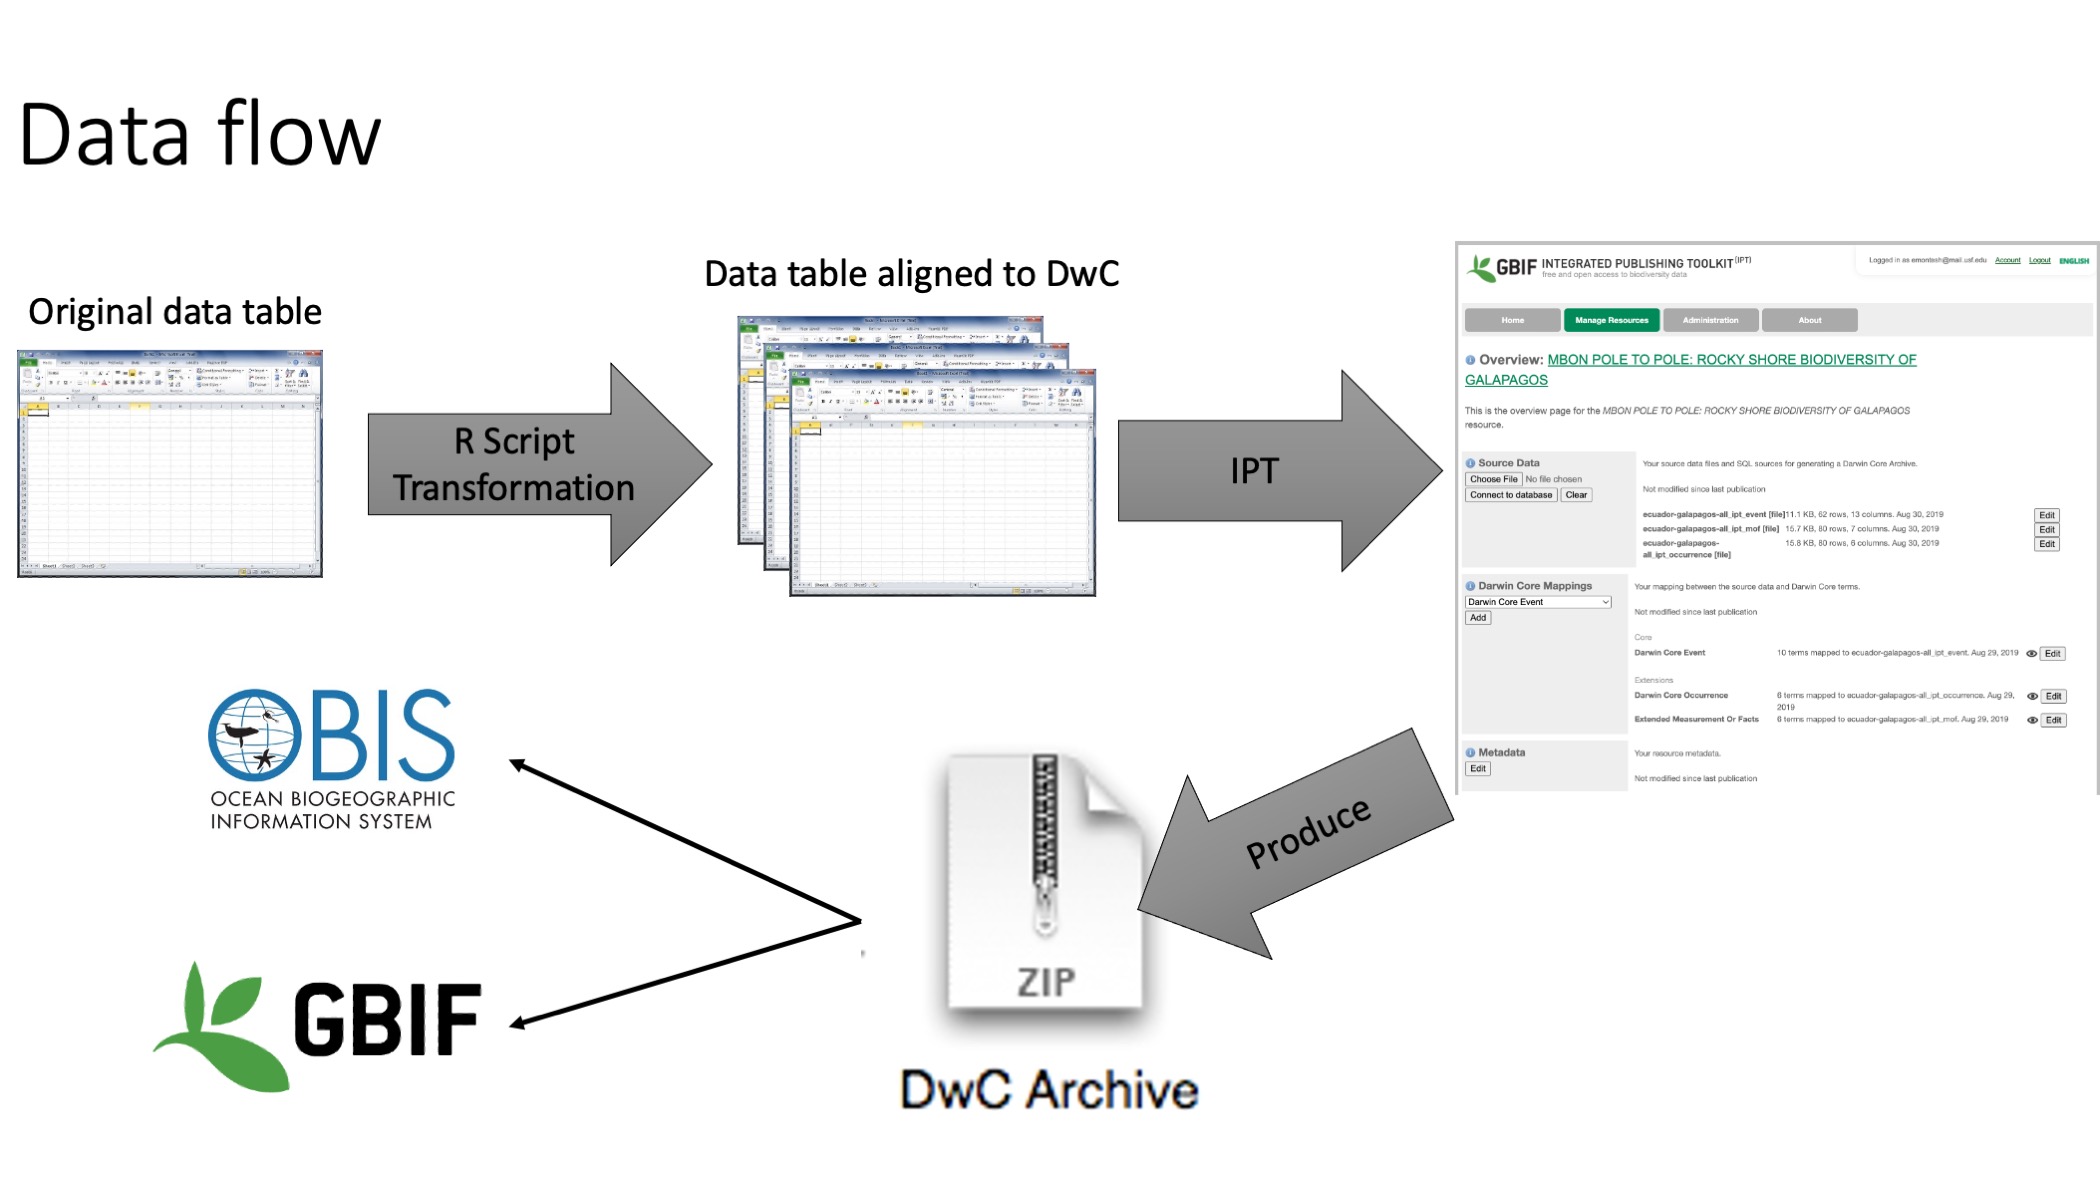 Data flow
Original data table
Data table aligned to DwC
R Script
Transformation
IPT
GBIF INTEGRATED PUBLISHING TOOLKIT(IPT)
free and open access to biodiversity data
Logged in as emontesh@mail.usf.edu Account Logout ENGLISH
Home Manage Resources Administration About
Overview: MBON POLE TO POLE: ROCKY SHORE BIODIVERSITY OF
GALAPAGOS
This is the overview page for the MBON POLE TO POLE: ROCKY SHORE BIODIVERSITY OF GALAPAGOS
resource.
Source Data
Choose File No file chosen
Connect to database Clear
Your source data files and SQL sources for generating a Darwin Core Archive.
Not modified since last publication
ecuador-galapagos-all_ipt_event [file] 11.1 KB, 62 rows, 13 columns. Aug 30, 2019 Edit
ecuador-galapagos-all_ipt_mof [file] 15.7 KB, 80 rows, 7 columns. Aug 30, 2019 Edit
ecuador-galapagos- 15.8 KB, 80 rows, 6 columns. Aug 30, 2019 Edit
all_ipt_occurrence [file]
Darwin Core Mappings
Darwin Core Event
Add
Your mapping between the source data and Darwin Core terms.
Not modified since last publication
Core
Darwin Core Event 10 terms mapped to ecuador-galapagos-all_ipt_event. Aug 29, 2019 Edit
Extensions
Darwin Core Occurrence 6 terms mapped to ecuador-galapagos-all_ipt_occurrence. Aug 29, Edit
2019
Extended Measurement Or Facts 6 terms mapped to ecuador-galapagos-all_ipt_mof. Aug 29, 2019 Edit
Metadata
Edit
Your resource metadata.
Not modified since last publication
Produce
OBIS
OCEAN BIOGEOGRAPHIC
INFORMATION SYSTEM
GBIF
ZIP
DwC Archive